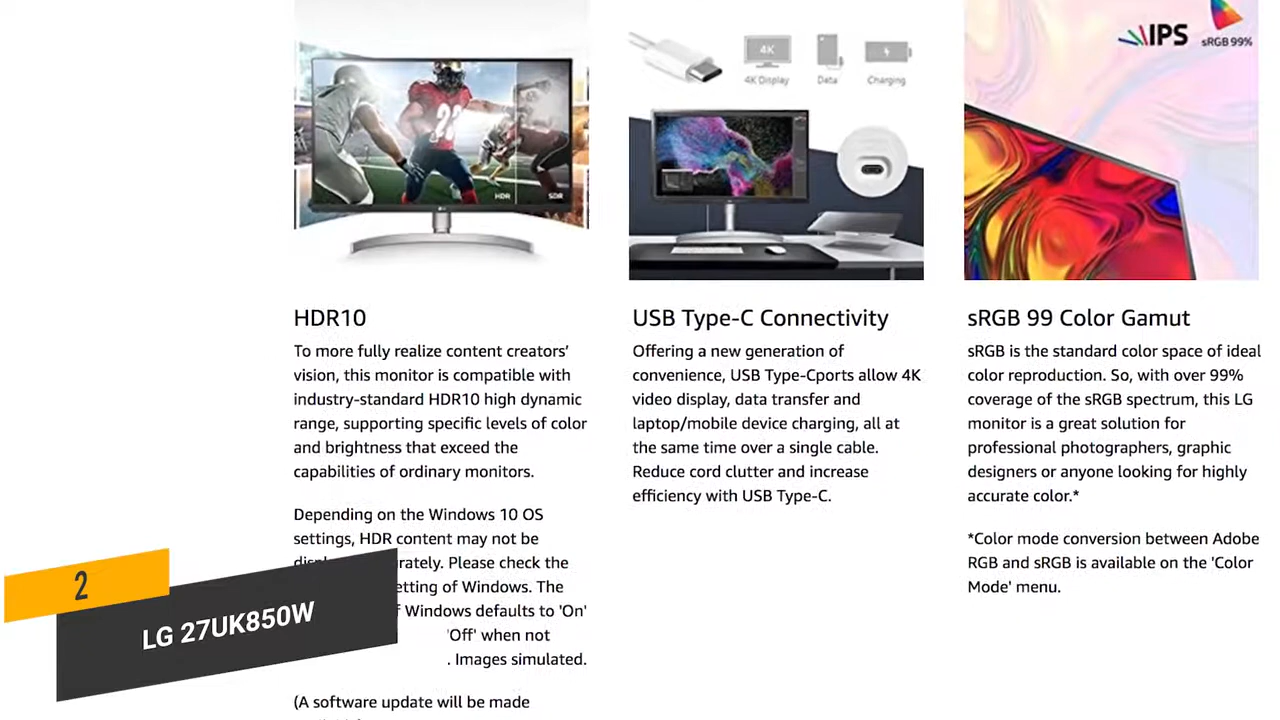 IPS
sRGB 99%
4K
4K Display
Data
Charging
23
HDR
SDR
LG
HDR10
To more fully realize content creators'
vision, this monitor is compatible with
industry-standard HDR10 high dynamic
range, supporting specific levels of color
and brightness that exceed the
capabilities of ordinary monitors.
Depending on the Windows 10 OS
settings, HDR content may not be
rately. Please check the
etting of Windows. The
f Windows defaults to 'On'
'Off' when not
. Images simulated.
(A software update will be made
USB Type-C Connectivity
Offering a new generation of
convenience, USB Type-Cports allow 4K
video display, data transfer and
laptop/mobile device charging, all at
the same time over a single cable.
Reduce cord clutter and increase
efficiency with USB Type-C.
sRGB 99 Color Gamut
sRGB is the standard color space of ideal
color reproduction. So, with over 99%
coverage of the sRGB spectrum, this LG
monitor is a great solution for
professional photographers, graphic
designers or anyone looking for highly
accurate color.*
*Color mode conversion between Adobe
RGB and sRGB is available on the 'Color
Mode' menu.
2
LG 27UK850W